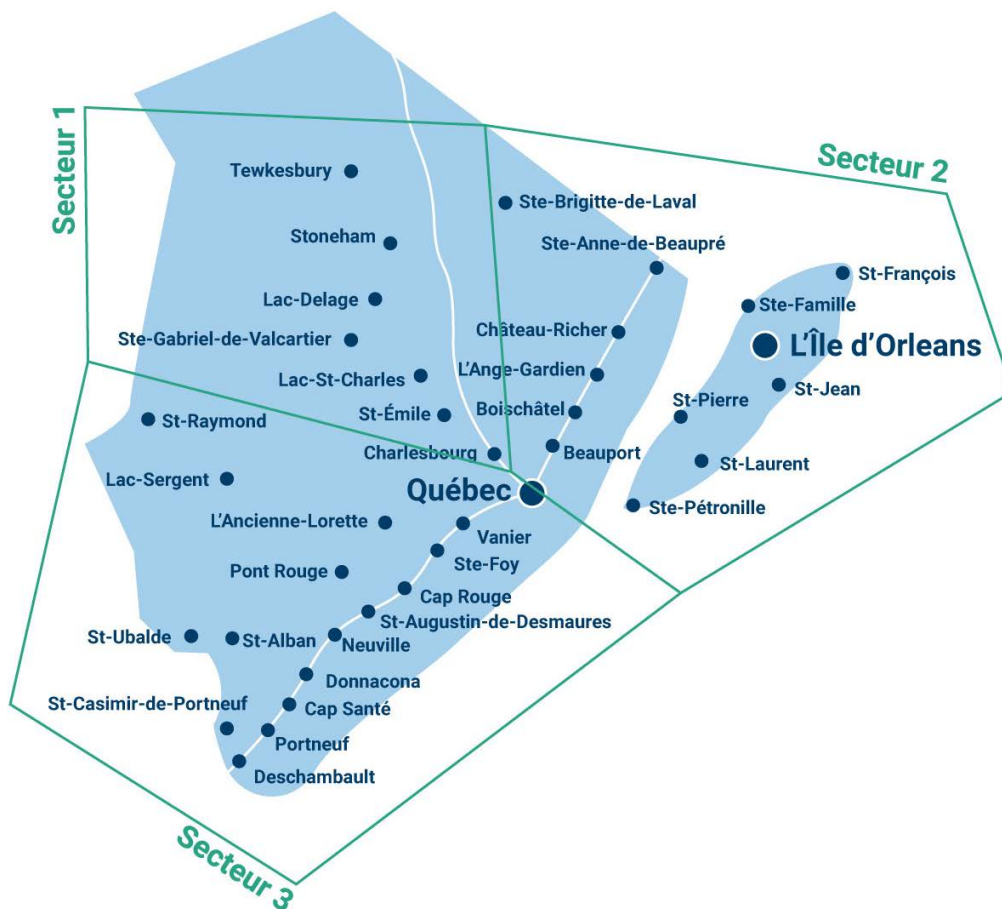 Secteur 1
Secteur 2
Tewkesbury
Ste-Brigitte-de-Laval
Stoneham
Ste-Anne-de-Beaupré
St-François
Lac-Delage
Ste-Famille
Ste-Gabriel-de-Valcartier
Château-Richer
L'Île d'Orleans
Lac-St-Charles
L'Ange-Gardien
St-Jean
St-Pierre
St-Raymond
St-Émile
Boischâtel
Charlesbourg
Beauport
St-Laurent
Lac-Sergent
Québec
Ste-Pétronille
L'Ancienne-Lorette
Vanier
Ste-Foy
Pont Rouge
Cap Rouge
St-Augustin-de-Desmaures
St-Ubalde
St-Alban
Neuville
Donnacona
St-Casimir-de-Portneuf
Cap Santé
Portneuf
Deschambault
Secteur 3